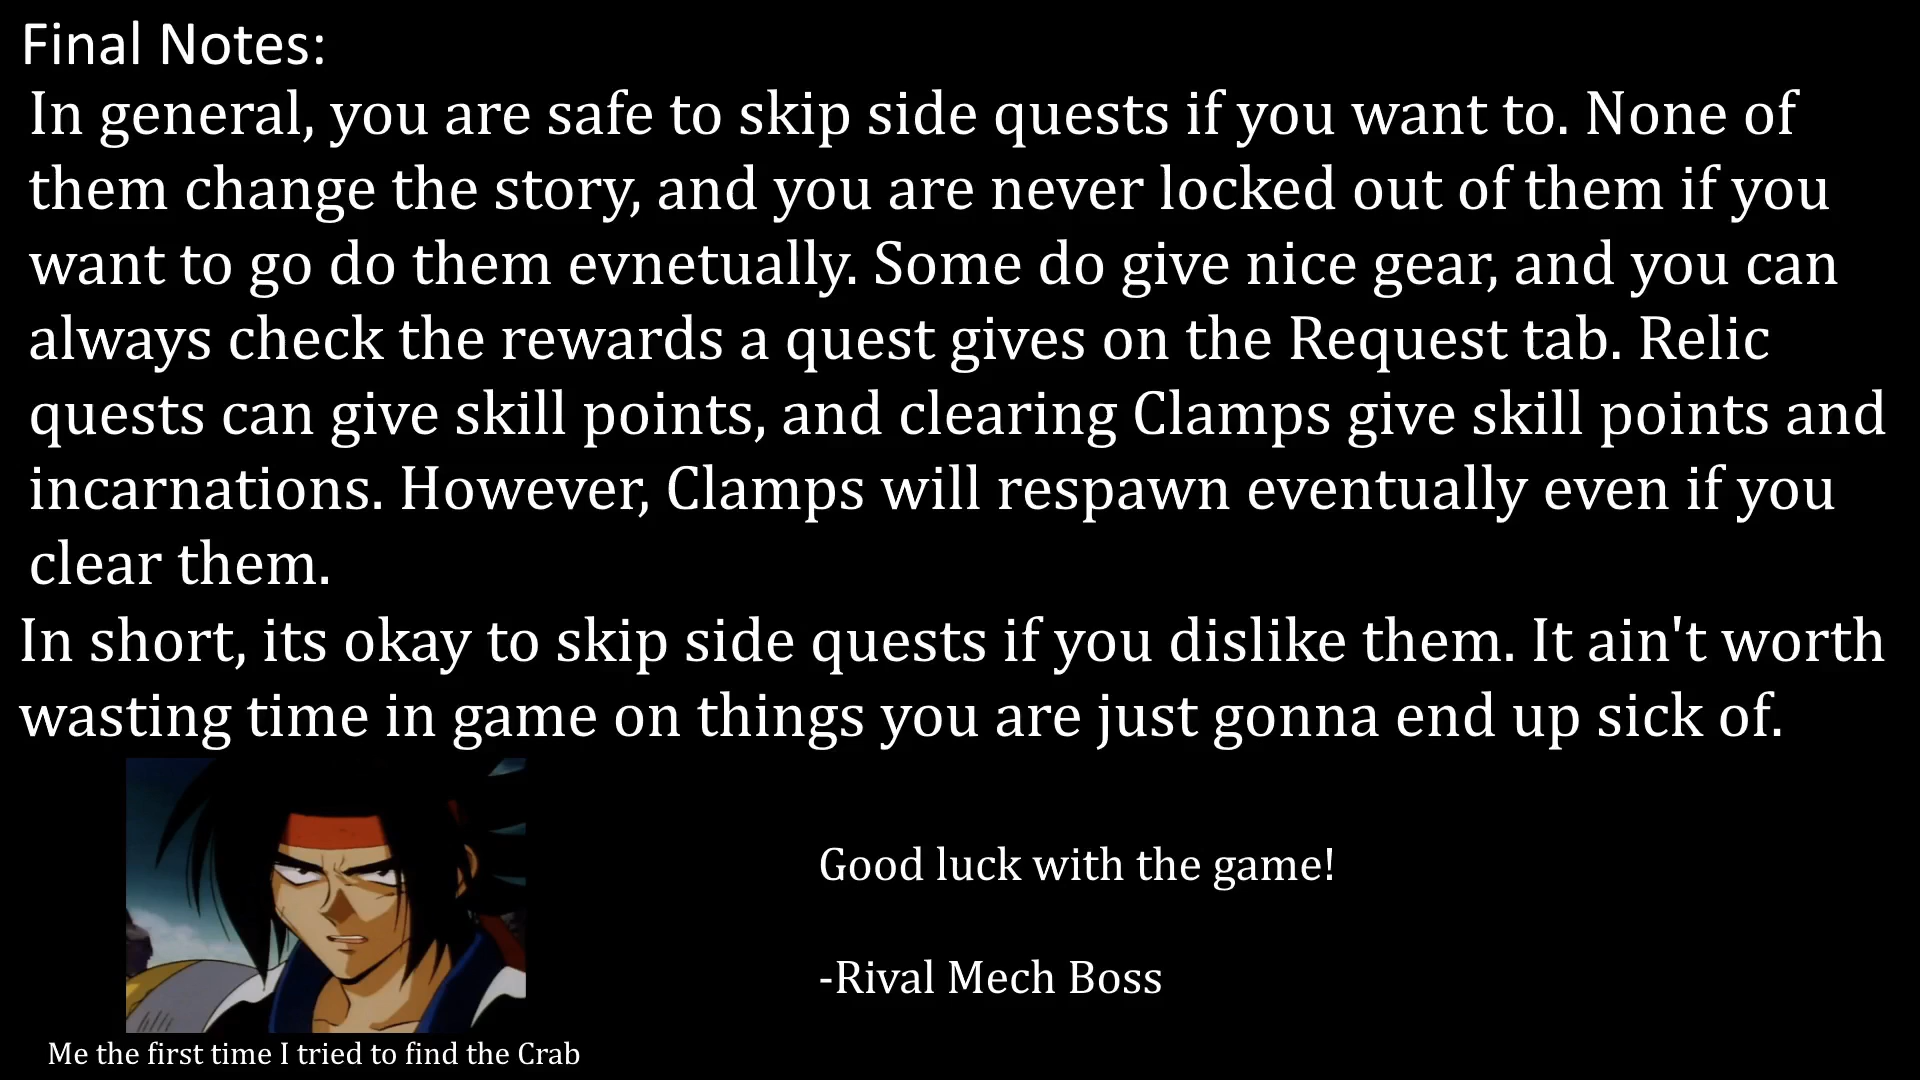 Final Notes:
In general, you are safe to skip side quests if you want to. None of
them change the story, and you are never locked out of them if you
want to go do them evnetually. Some do give nice gear, and you can
always check the rewards a quest gives on the Request tab. Relic
quests can give skill points, and clearing Clamps give skill points and
incarnations. However, Clamps will respawn eventually even if you
clear them.
In short, its okay to skip side quests if you dislike them. It ain't worth
wasting time in game on things you are just gonna end up sick of.
Good luck with the game!
-Rival Mech Boss
Me the first time I tried to find the Crab